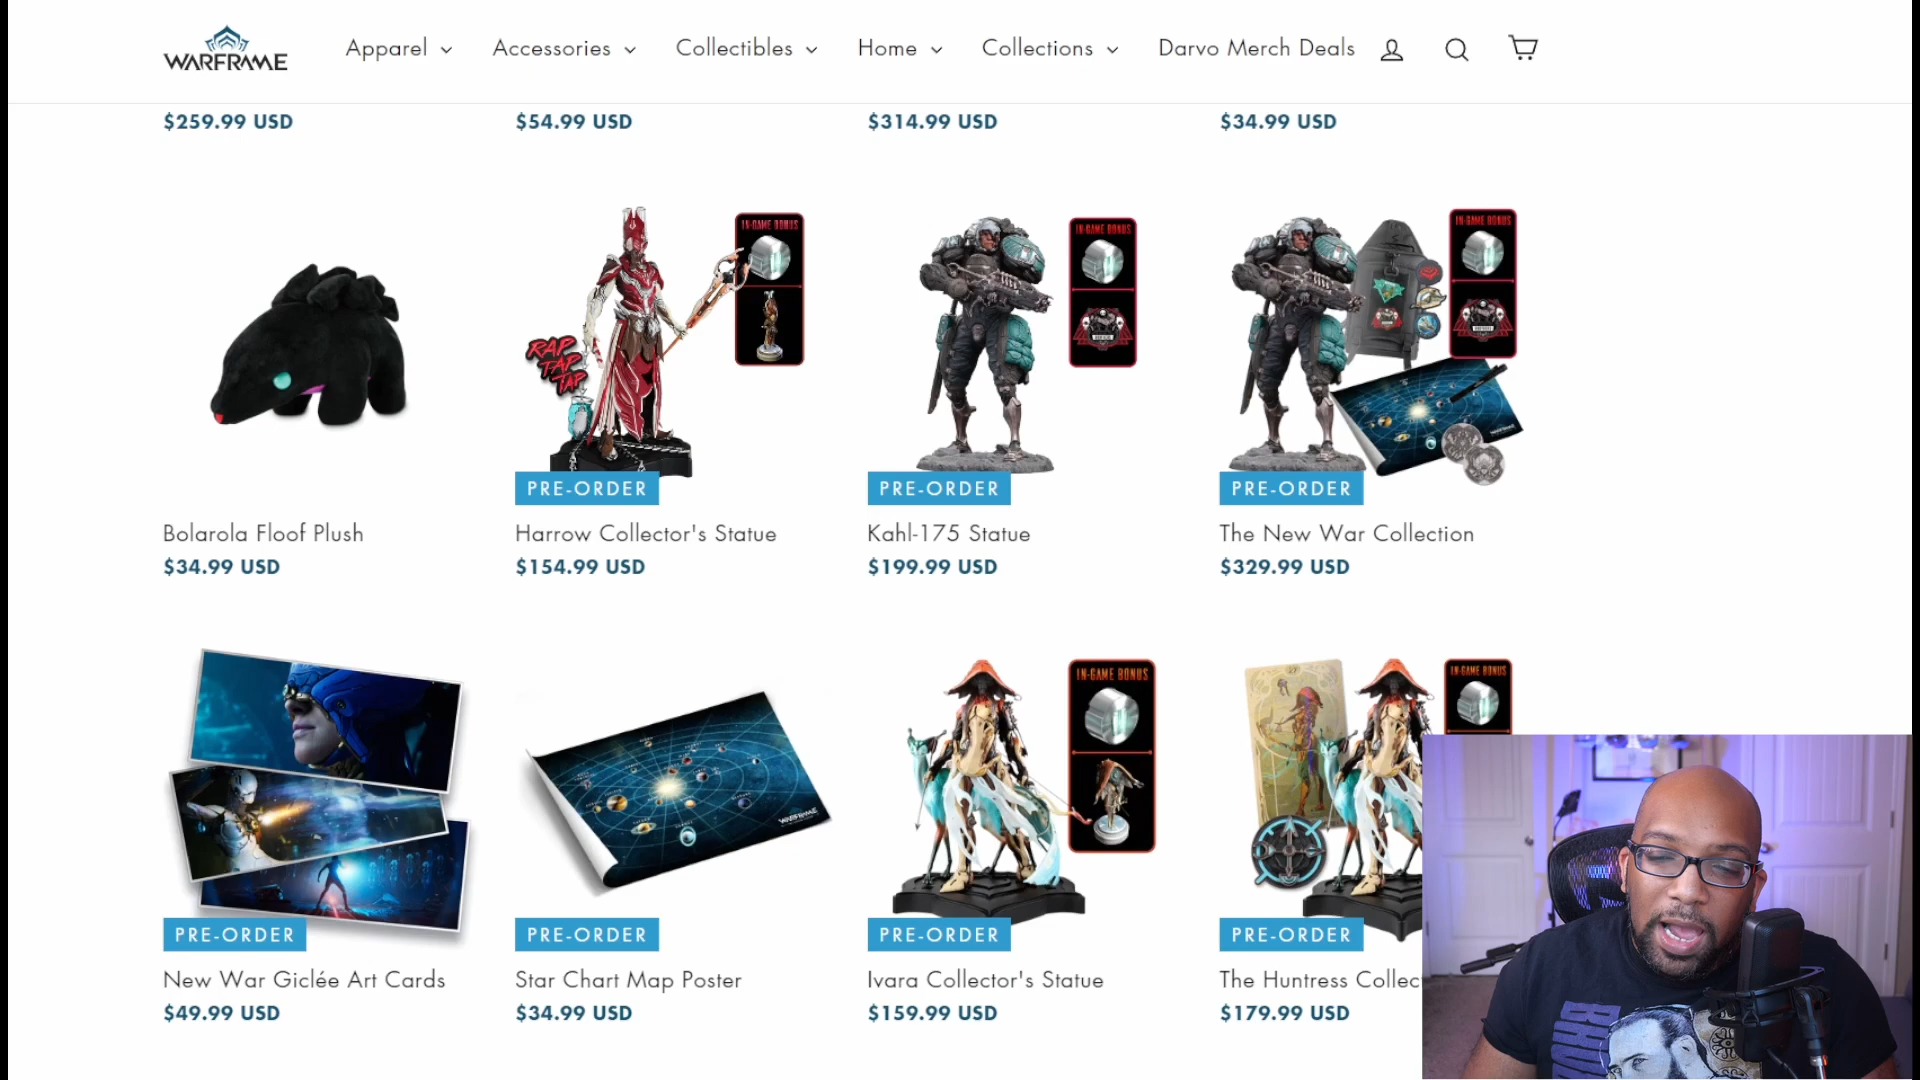 WARFRAME
Apparel
Accessories
Collectibles
Home
Collections
Darvo Merch Deals
$259.99 USD
$54.99 USD
$314.99 USD
$34.99 USD
IN-GAME BONUS
RAP
TAP
TAP
IN-GAME BONUS
IN-GAME BONUS
PRE-ORDER
PRE-ORDER
PRE-ORDER
Bolarola Floof Plush
Harrow Collector's Statue
Kahl-175 Statue
The New War Collection
$34.99 USD
$154.99 USD
$199.99 USD
$329.99 USD
WARFRAME
IN-GAME BONUS
IN-GAME BONUS
PRE-ORDER
PRE-ORDER
PRE-ORDER
PRE-ORDER
New War Giclée Art Cards
Star Chart Map Poster
Ivara Collector's Statue
The Huntress Collec
$49.99 USD
$34.99 USD
$159.99 USD
$179.99 USD